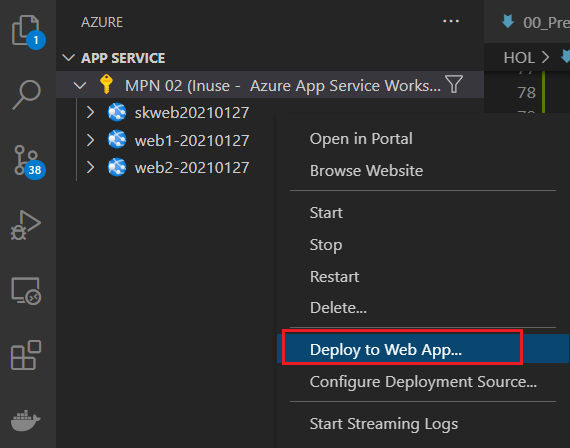 AZURE
...
00_Pre
1
APP SERVICE
HOL >
MPN 02 (Inuse - Azure App Service Works...
78
skweb20210127
web1-20210127
Open in Portal
38
web2-20210127
Browse Website
Start
Stop
Restart
Delete...
Deploy to Web App...
Configure Deployment Source...
Start Streaming Logs